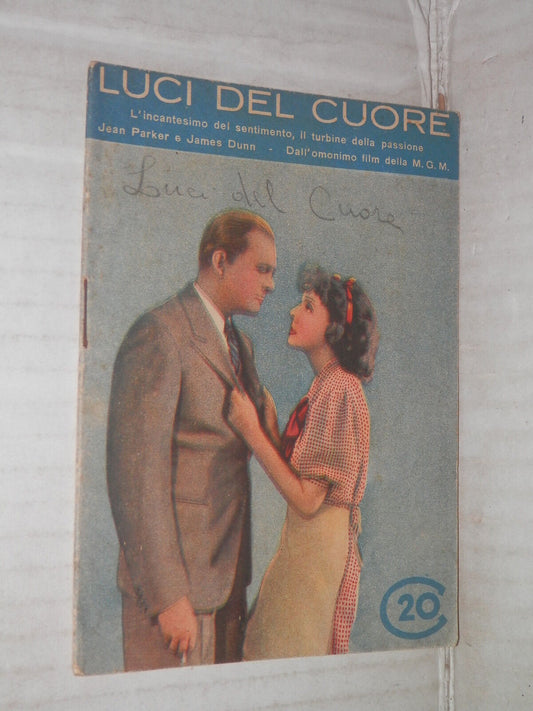 LUCI DEL CUORE
L'incantesimo del sentimento, il turbine della passione
Jean Parker e James Dunn - Dall'omonimo film della M.G.M.
Luci del Cuore
C 20